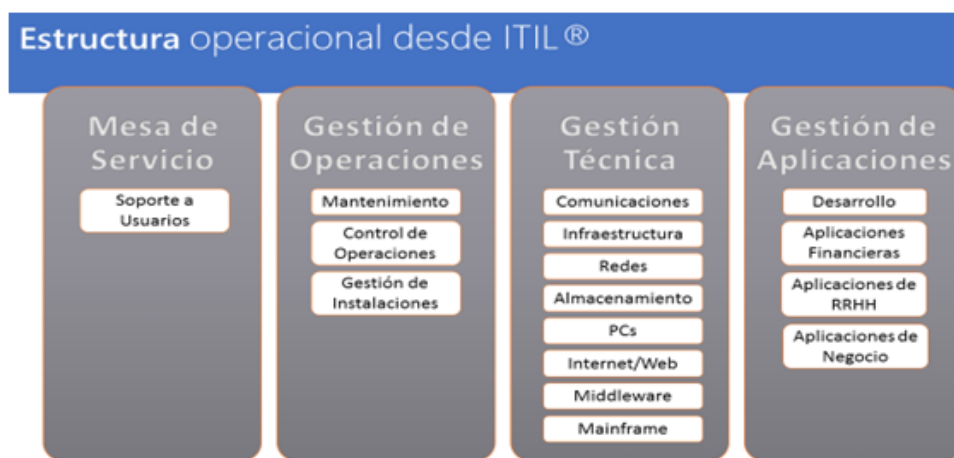 Estructura operacional desde ITIL®
Mesa de
Servicio
Soporte a
Usuarios
Gestión de
Operaciones
Mantenimiento
Control de
Operaciones
Gestión de
Instalaciones
Gestión
Técnica
Comunicaciones
Infraestructura
Redes
Almacenamiento
PCs
Internet/Web
Middleware
Mainframe
Gestión de
Aplicaciones
Desarrollo
Aplicaciones
Financieras
Aplicaciones de
RRHH
Aplicaciones de
Negocio